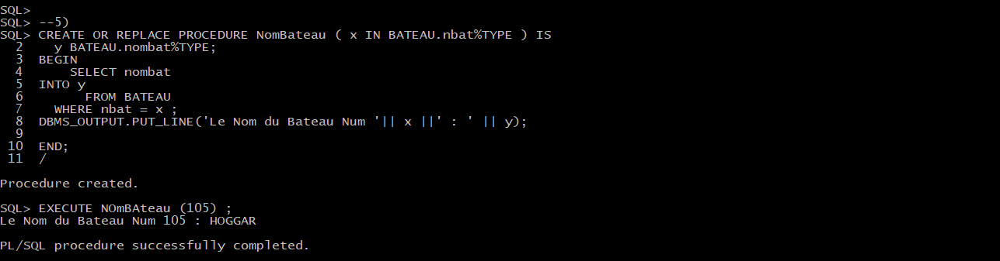 SQL>
SQL> --5)
SQL> CREATE OR REPLACE PROCEDURE NomBateau ( x IN BATEAU.nbat%TYPE ) IS
  2    y BATEAU.nombat%TYPE;
  3  BEGIN
  4      SELECT nombat
  5  INTO y
  6        FROM BATEAU
  7    WHERE nbat = x ;
  8  DBMS_OUTPUT.PUT_LINE('Le Nom du Bateau Num '|| x ||' : ' || y);
  9
 10  END;
 11  /
Procedure created.
SQL> EXECUTE NOmBAteau (105) ;
Le Nom du Bateau Num 105 : HOGGAR
PL/SQL procedure successfully completed.